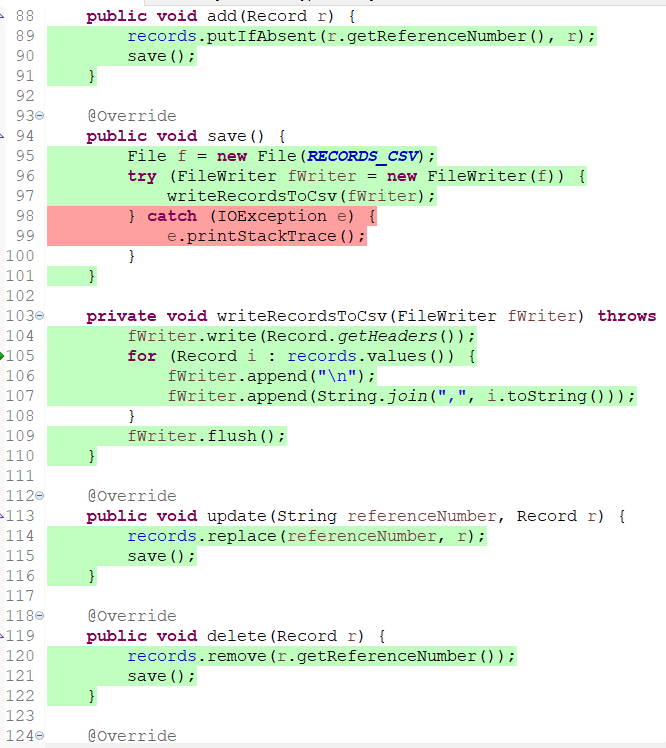 88 public void add(Record r) {
89 records.putIfAbsent(r.getReferenceNumber(), r);
90 save();
91 }
92
93 @Override
94 public void save() {
95 File f = new File(RECORDS_CSV);
96 try (FileWriter fWriter = new FileWriter(f)) {
97 writeRecordsToCsv(fWriter);
98 } catch (IOException e) {
99 e.printStackTrace();
100 }
101 }
102
103 private void writeRecordsToCsv(FileWriter fWriter) throws
104 fWriter.write(Record.getHeaders());
105 for (Record i : records.values()) {
106 fWriter.append("\n");
107 fWriter.append(String.join(",", i.toString()));
108 }
109 fWriter.flush();
110 }
111
112 @Override
113 public void update(String referenceNumber, Record r) {
114 records.replace(referenceNumber, r);
115 save();
116 }
117
118 @Override
119 public void delete(Record r) {
120 records.remove(r.getReferenceNumber());
121 save();
122 }
123
124 @Override